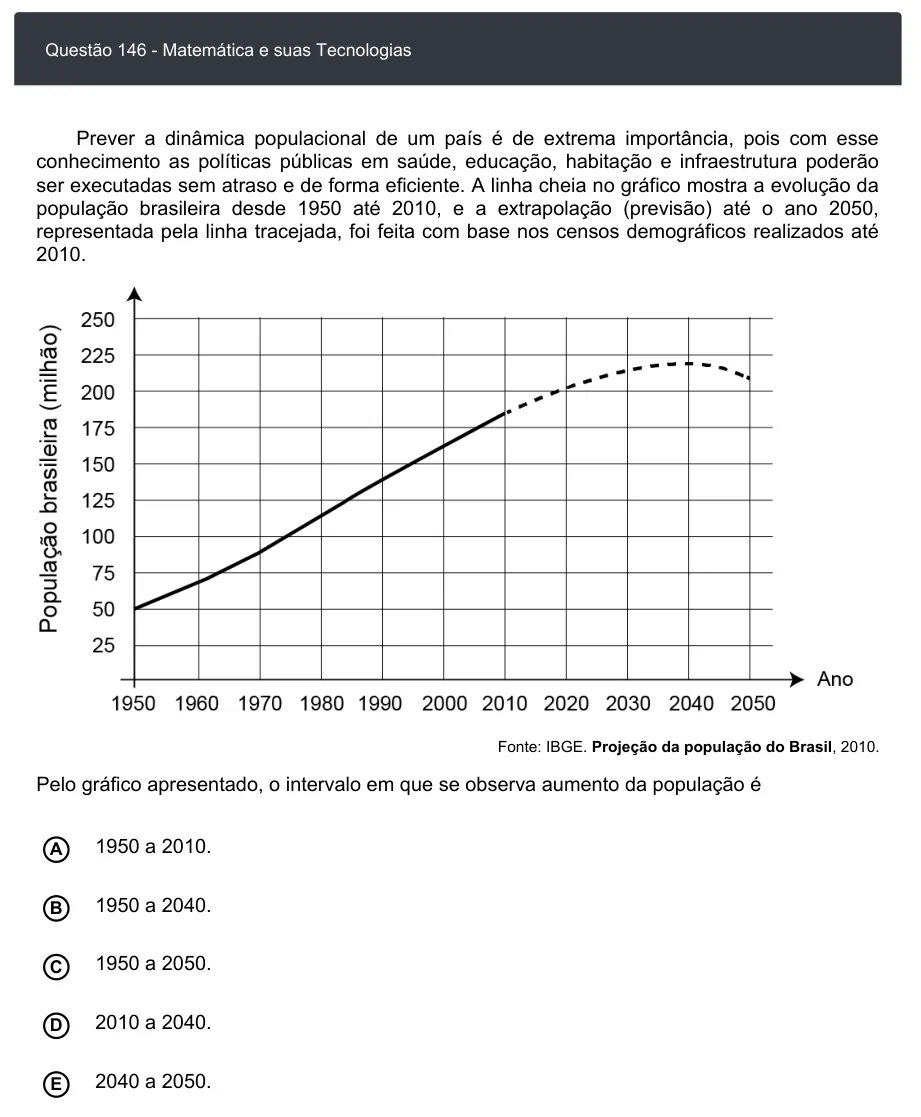 Questão 146 - Matemática e suas Tecnologias
Prever a dinâmica populacional de um país é de extrema importância, pois com esse
conhecimento as políticas públicas em saúde, educação, habitação e infraestrutura poderão
ser executadas sem atraso e de forma eficiente. A linha cheia no gráfico mostra a evolução da
população brasileira desde 1950 até 2010, e a extrapolação (previsão) até o ano 2050,
representada pela linha tracejada, foi feita com base nos censos demográficos realizados até
2010.
População brasileira (milhão)
250
225
200
175
150
125
100
75
50
25
Ano
1950 1960 1970 1980 1990 2000 2010 2020 2030 2040 2050
Fonte: IBGE. Projeção da população do Brasil, 2010.
Pelo gráfico apresentado, o intervalo em que se observa aumento da população é
A 1950 a 2010.
B 1950 a 2040.
C 1950 a 2050.
D 2010 a 2040.
E 2040 a 2050.